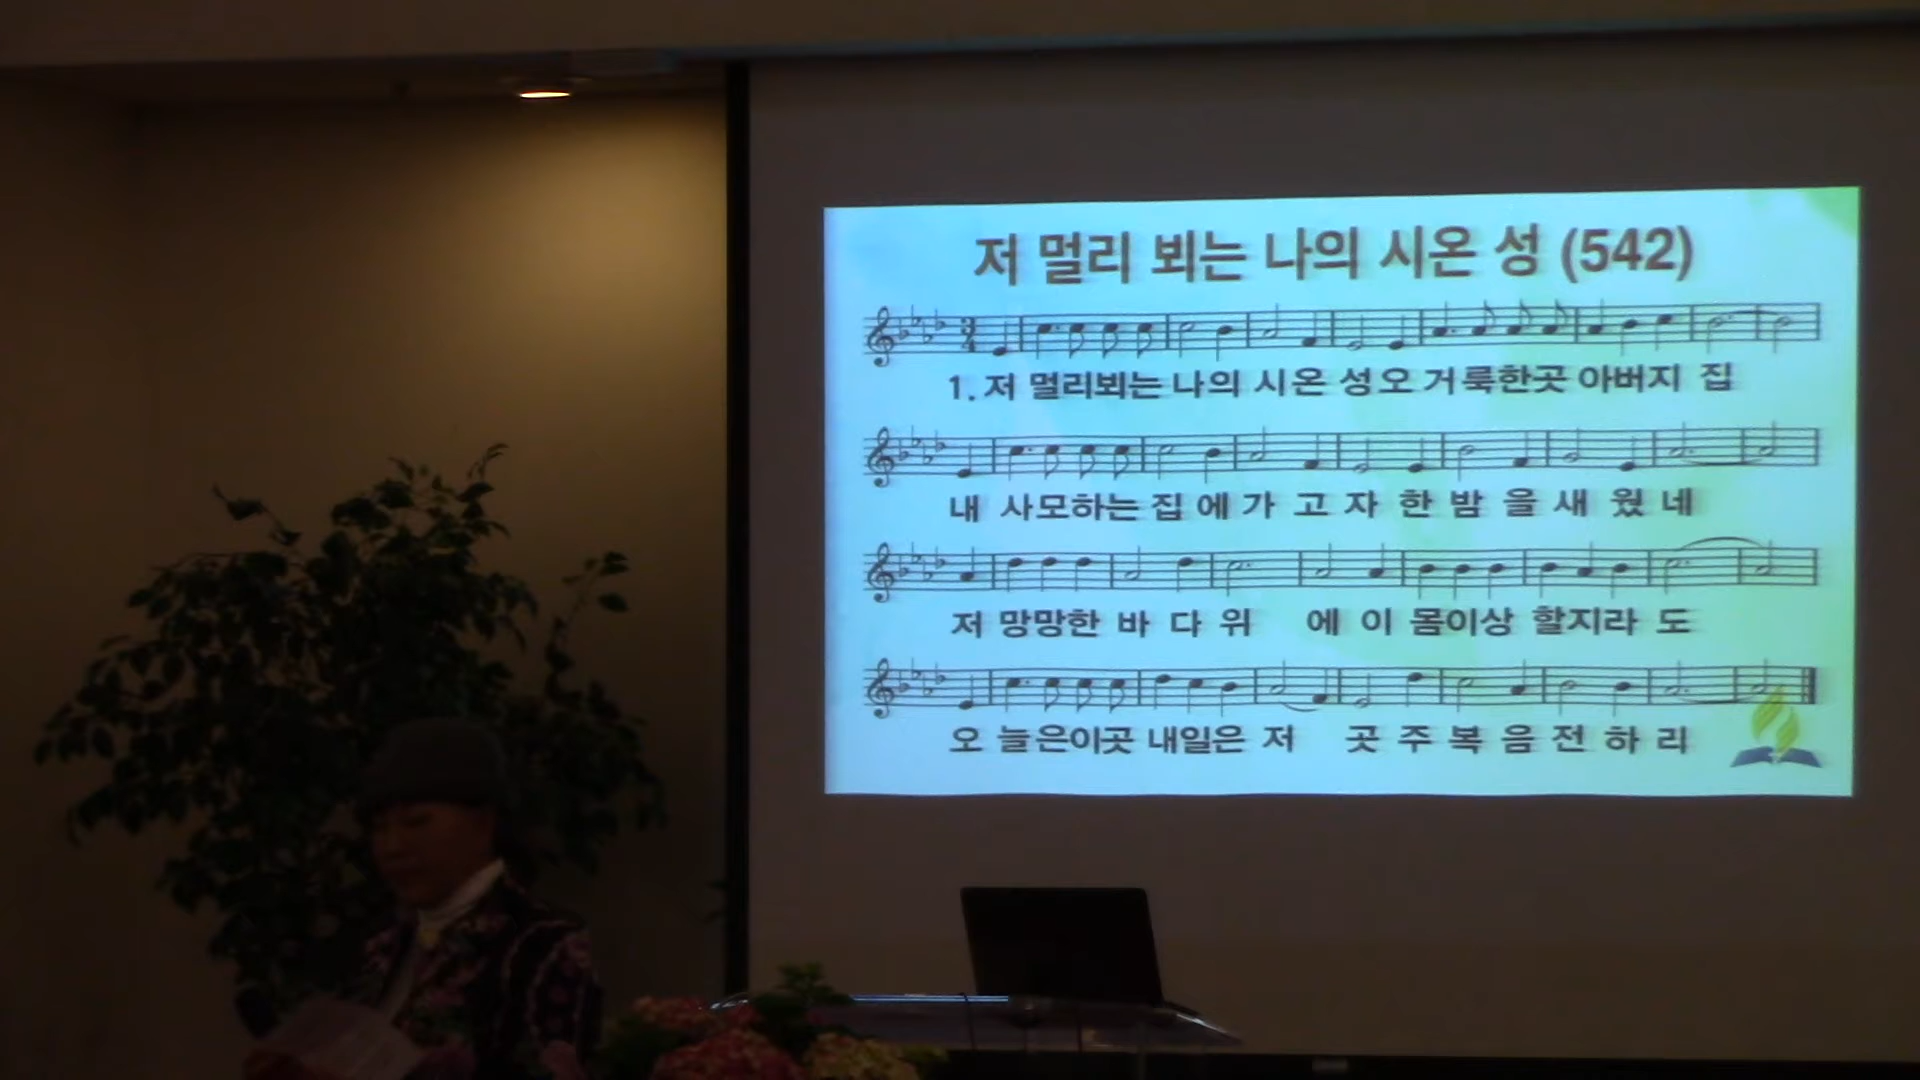 저 멀리 뵈는 나의 시온 성 (542)
1. 저 멀리뵈는 나의 시온 성 오 거룩한곳 아버지 집
내 사모하는 집 에 가 고 자 한 밤 을 새 웠 네
저 망망한 바 다 위 에 이 몸이상 할지라 도
오 늘은이곳 내일은 저 곳 주 복 음 전 하 리